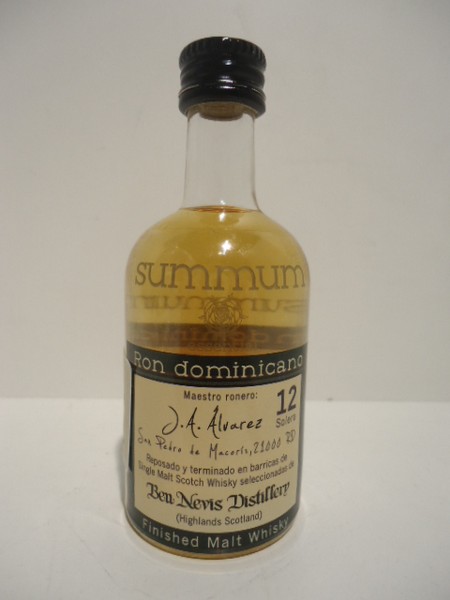 summum
Ron dominicano
Maestro ronero:
12
J.A. Álvarez
Solera
San Pedro de Macorís, 21000 RD
Reposado y terminado en barricas de
Single Malt Scotch Whisky seleccionadas de
Ben Nevis Distillery
(Highlands Scotland)
Finished Malt Whisky